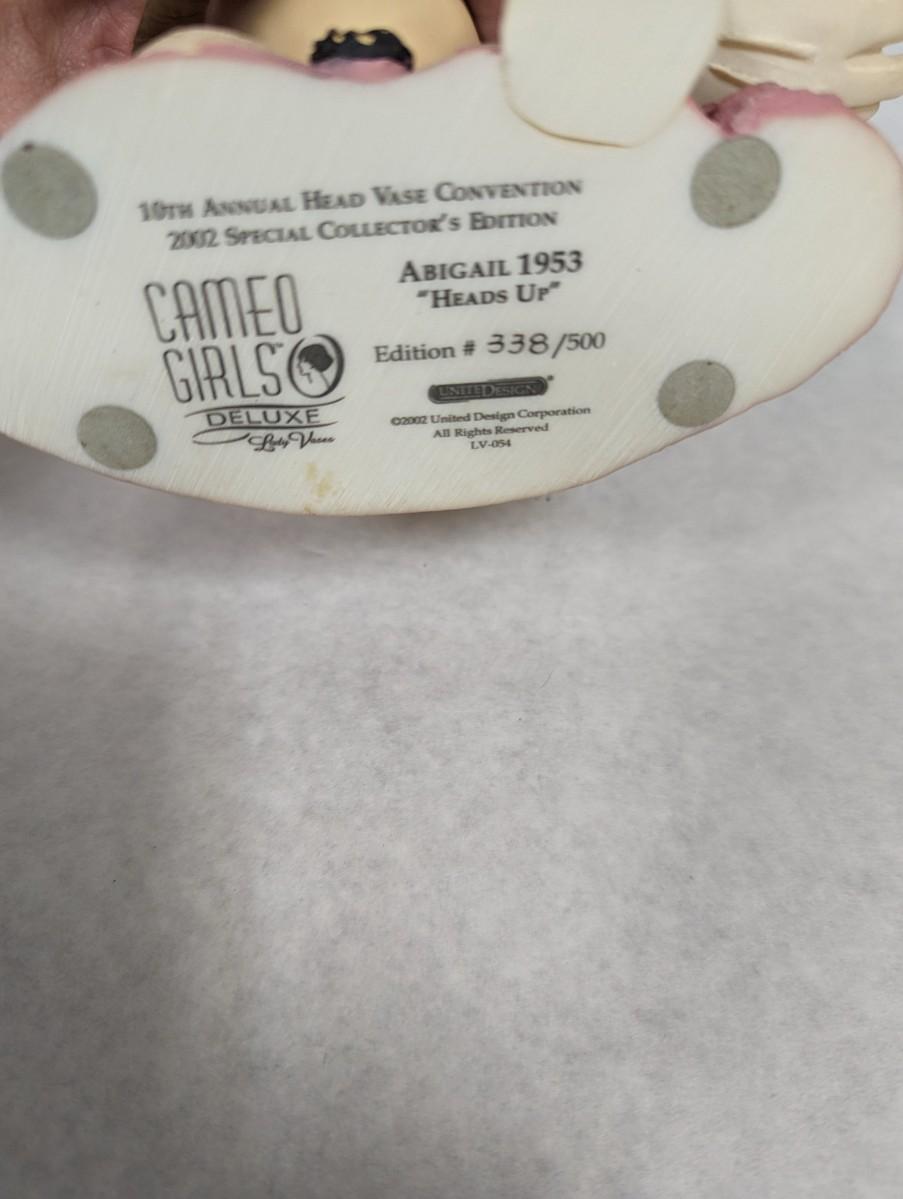 10TH ANNUAL HEAD VASE CONVENTION
2002 SPECIAL COLLECTOR'S EDITION
ABIGAIL 1953
"HEADS UP"
Edition # 338/500
CAMEO
GIRLS™
DELUXE
Lady Vases
UNITED DESIGN®
©2002 United Design Corporation
All Rights Reserved
LV-054